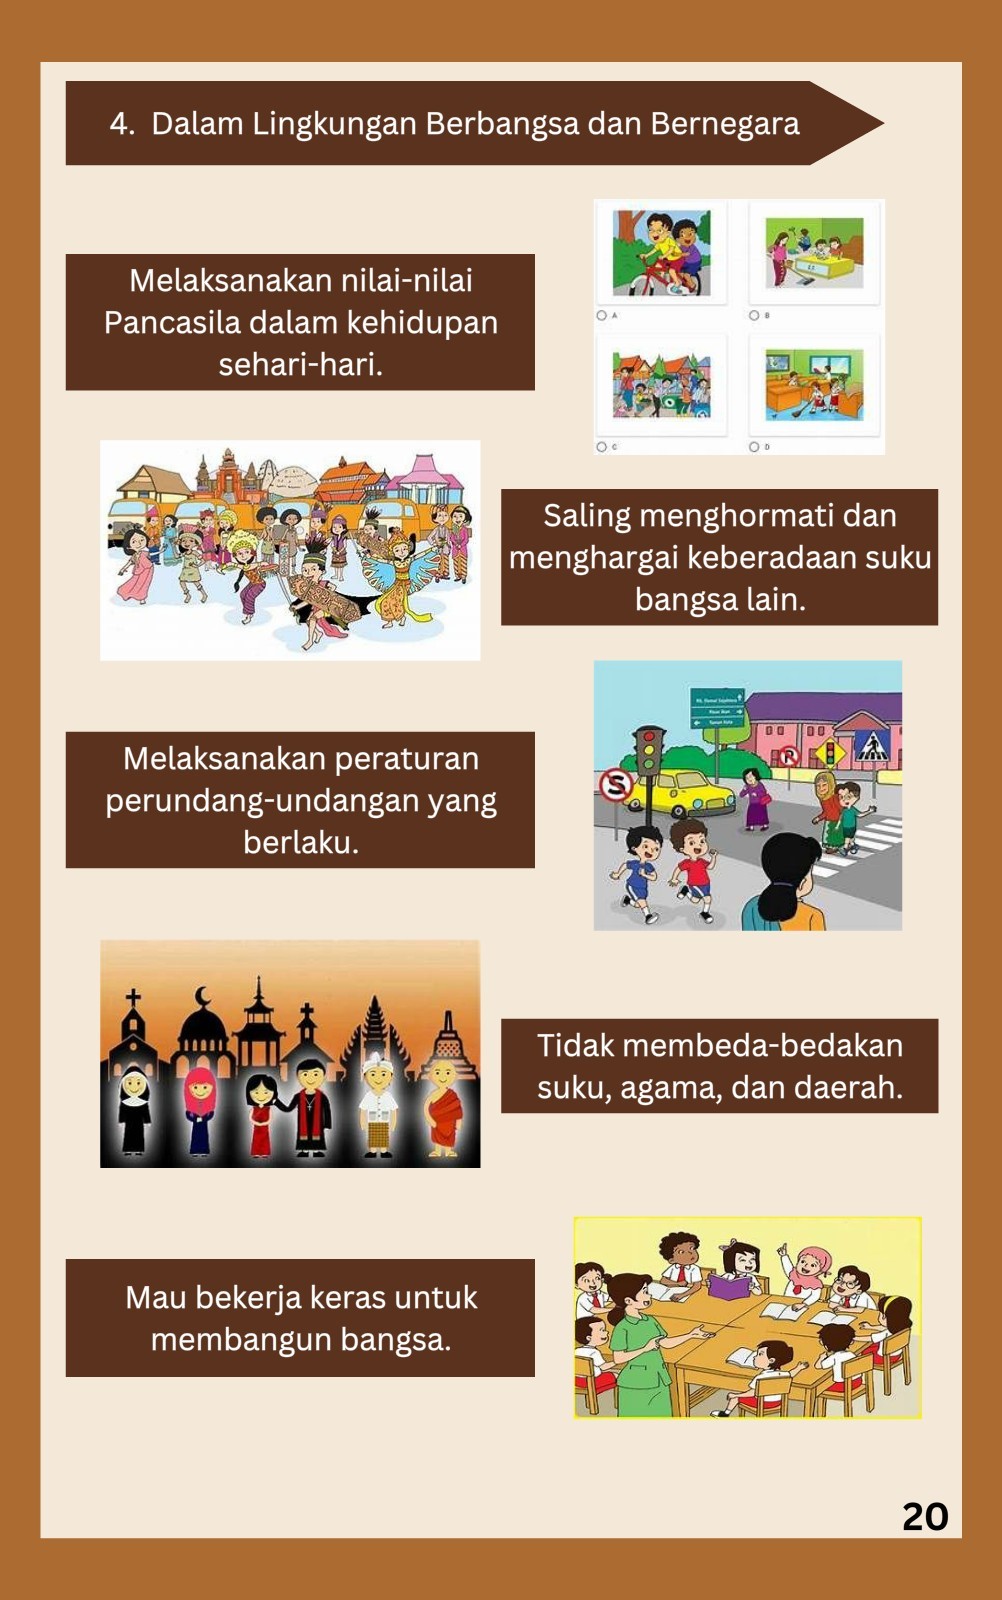 4. Dalam Lingkungan Berbangsa dan Bernegara
Melaksanakan nilai-nilai
Pancasila dalam kehidupan
sehari-hari.
A
B
C
D
Saling menghormati dan
menghargai keberadaan suku
bangsa lain.
Melaksanakan peraturan
perundang-undangan yang
berlaku.
Tidak membeda-bedakan
suku, agama, dan daerah.
Mau bekerja keras untuk
membangun bangsa.
20